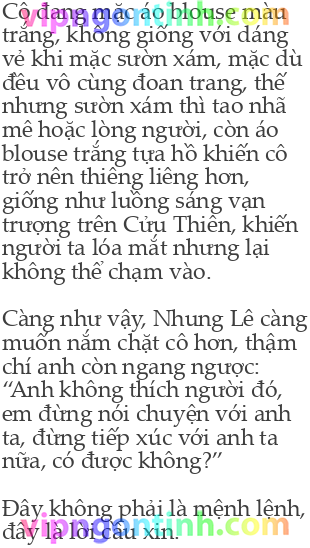 Cô đang mặc áo blouse màu
trắng, không giống với dáng
vẻ khi mặc sườn xám, mặc dù
đều vô cùng đoan trang, thế
nhưng sườn xám thì tao nhã
mê hoặc lòng người, còn áo
blouse trắng tựa hồ khiến cô
trở nên thiêng liêng hơn,
giống như luồng sáng vạn
trượng trên Cửu Thiên, khiến
người ta lóa mắt nhưng lại
không thể chạm vào.
Càng như vậy, Nhung Lê càng
muốn nắm chặt cô hơn, thậm
chí anh còn ngang ngược:
“Anh không thích người đó,
em đừng nói chuyện với anh
ta, đừng tiếp xúc với anh ta
nữa, có được không?”
Đây không phải là mệnh lệnh,
đây là lời cầu xin.
vipngontinh.com
vipngontinh.com